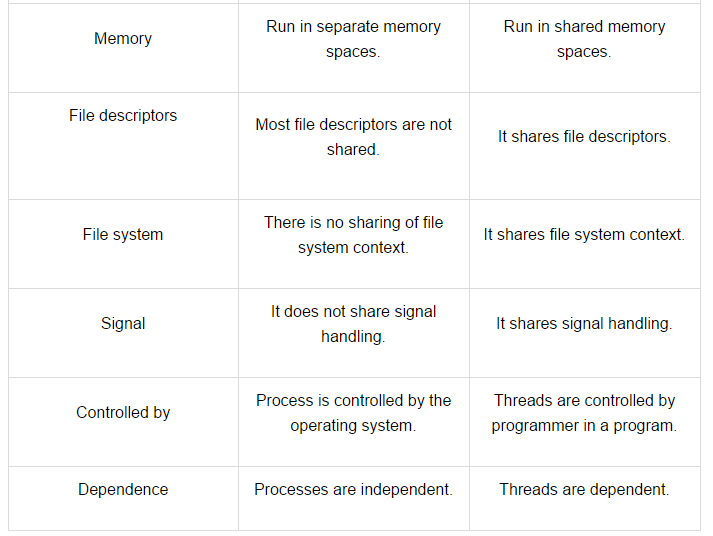 Memory
Run in separate memory
spaces.
Run in shared memory
spaces.
File descriptors
Most file descriptors are not
shared.
It shares file descriptors.
File system
There is no sharing of file
system context.
It shares file system context.
Signal
It does not share signal
handling.
It shares signal handling.
Controlled by
Process is controlled by the
operating system.
Threads are controlled by
programmer in a program.
Dependence
Processes are independent.
Threads are dependent.